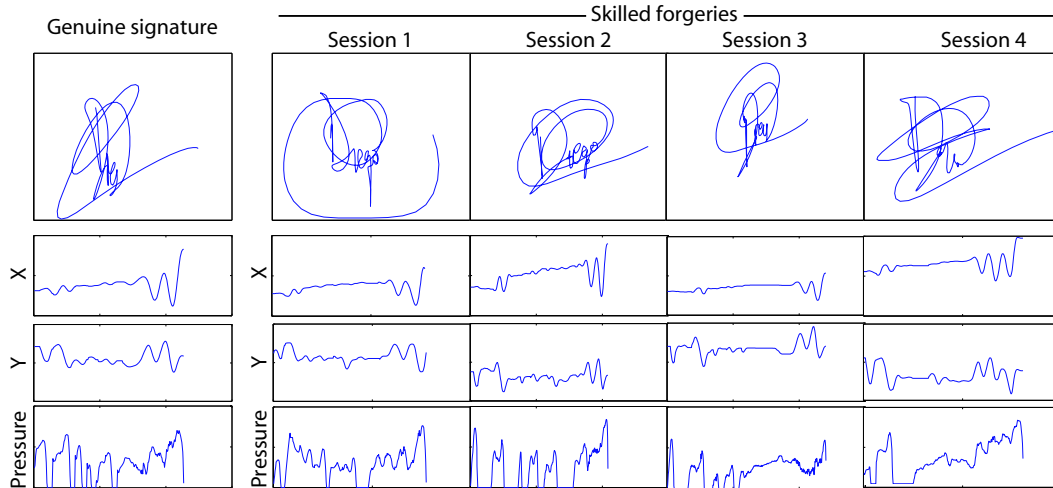 Skilled forgeries
Genuine signature
Session 1 Session 2 Session 3 Session 4
X X
Y Y
Pressure Pressure